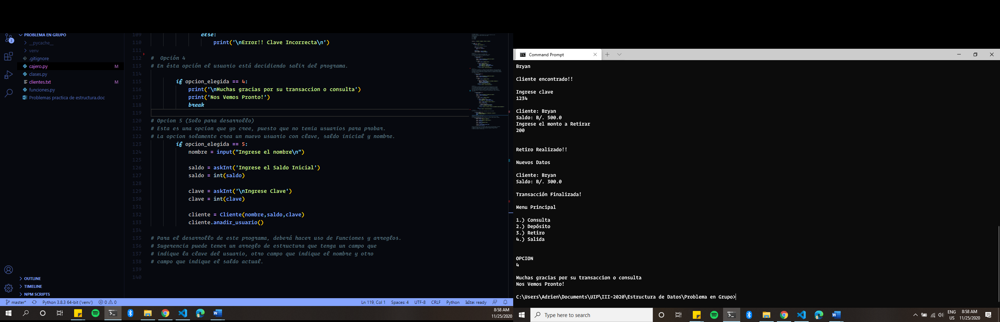 PROBLEMA EN GRUPO
__pycache__
venv
.gitignore
cajero.py M
clases.py
clientes.txt M
funciones.py
Problemas practica de estructura.doc
OUTLINE
TIMELINE
NPM SCRIPTS
3
109 else:
110 print('\nError!! Clave Incorrecta\n')
111
112 # Opción 4
113 # En ésta opción el usuario está decidiendo salir del programa.
114
115 if opcion_elegida == 4:
116 print('\nMuchas gracias por su transaccion o consulta')
117 print('Nos Vemos Pronto!')
118 break
119
120 # Opcion 5 (Solo para desarrollo)
121 # Esta es una opcion que yo cree, puesto que no tenia usuarios para probar.
122 # La opcion solamente crea un nuevo usuario con clave, saldo inicial y nombre.
123 if opcion_elegida == 5:
124 nombre = input("Ingrese el nombre\n")
125
126 saldo = askInt('Ingrese el Saldo Inicial')
127 saldo = int(saldo)
128
129 clave = askInt('\nIngrese Clave')
130 clave = int(clave)
131
132 cliente = Cliente(nombre,saldo,clave)
133 cliente.anadir_usuario()
134
135 # Para el desarrollo de este programa, deberá hacer uso de Funciones y arreglos.
136 # Sugerencia puede tener un arreglo de estructura que tenga un campo que
137 # indique la clave del usuario, otro campo que indique el nombre y otro
138 # campo que indique el saldo actual.
139
140
master* Python 3.8.3 64-bit ('venv') 0 0 Ln 119, Col 1 Spaces: 4 UTF-8 CRLF Python kite: ready
8:58 AM
11/25/2020
Command Prompt
Bryan
Cliente encontrado!!
Ingrese clave
1234
Cliente: Bryan
Saldo: B/. 500.0
Ingrese el monto a Retirar
200
Retiro Realizado!!
Nuevos Datos
Cliente: Bryan
Saldo: B/. 300.0
Transacción Finalizada!
Menu Principal
1.) Consulta
2.) Depósito
3.) Retiro
4.) Salida
OPCION
4
Muchas gracias por su transaccion o consulta
Nos Vemos Pronto!
C:\Users\Adrien\Documents\UIP\III-2020\Estructura de Datos\Problema en Grupo>
Type here to search
ENG
US
8:58 AM
11/25/2020